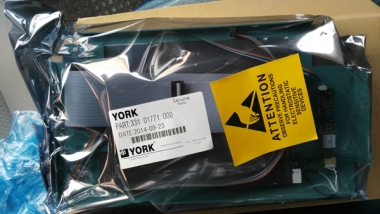 YORK
Genuine
Parts
PART:331 01771 000
DATE 2014-09-23
YORK
ATTENTION
OBSERVE PRECAUTIONS
FOR HANDLING
ELECTROSTATIC
SENSITIVE
DEVICES